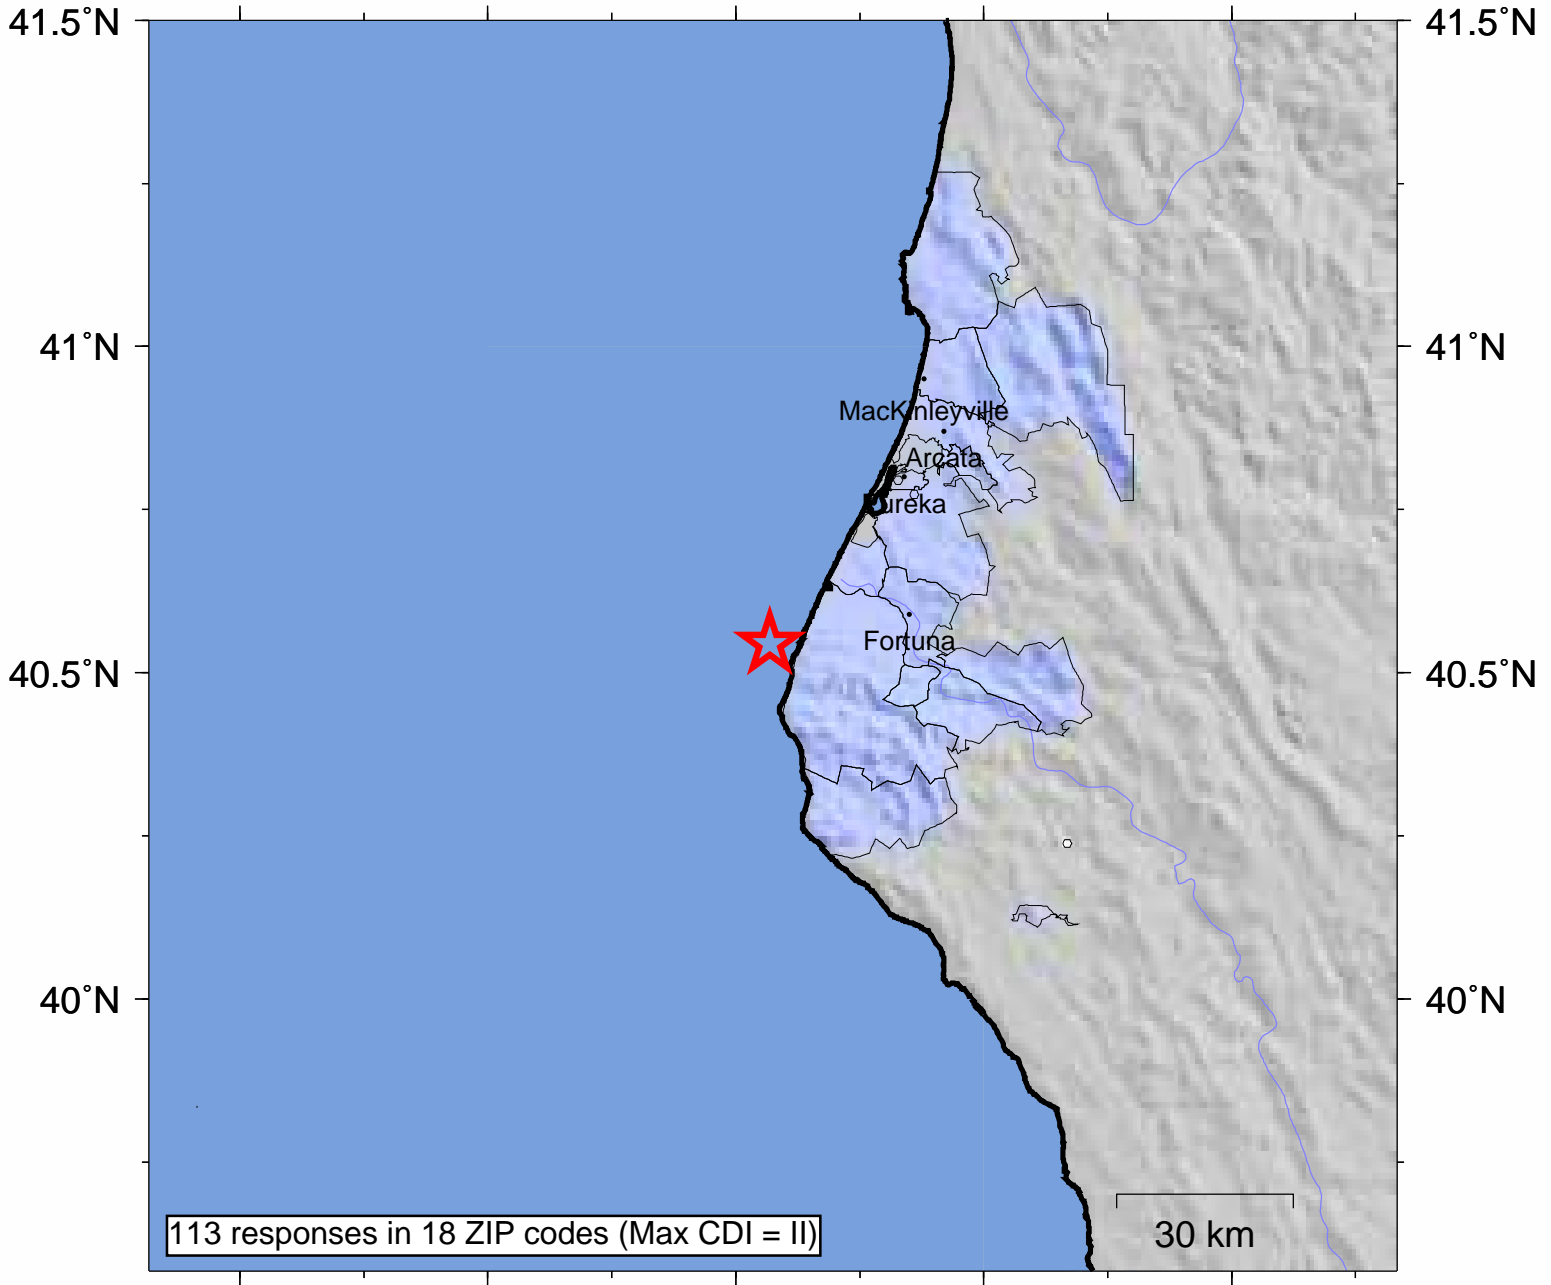 41.5˚N 41.5˚N
41˚N 41˚N
MacKinleyville
Arcata
ureka
Fortuna
40.5˚N 40.5˚N
40˚N 40˚N
113 responses in 18 ZIP codes (Max CDI = II)
30 km